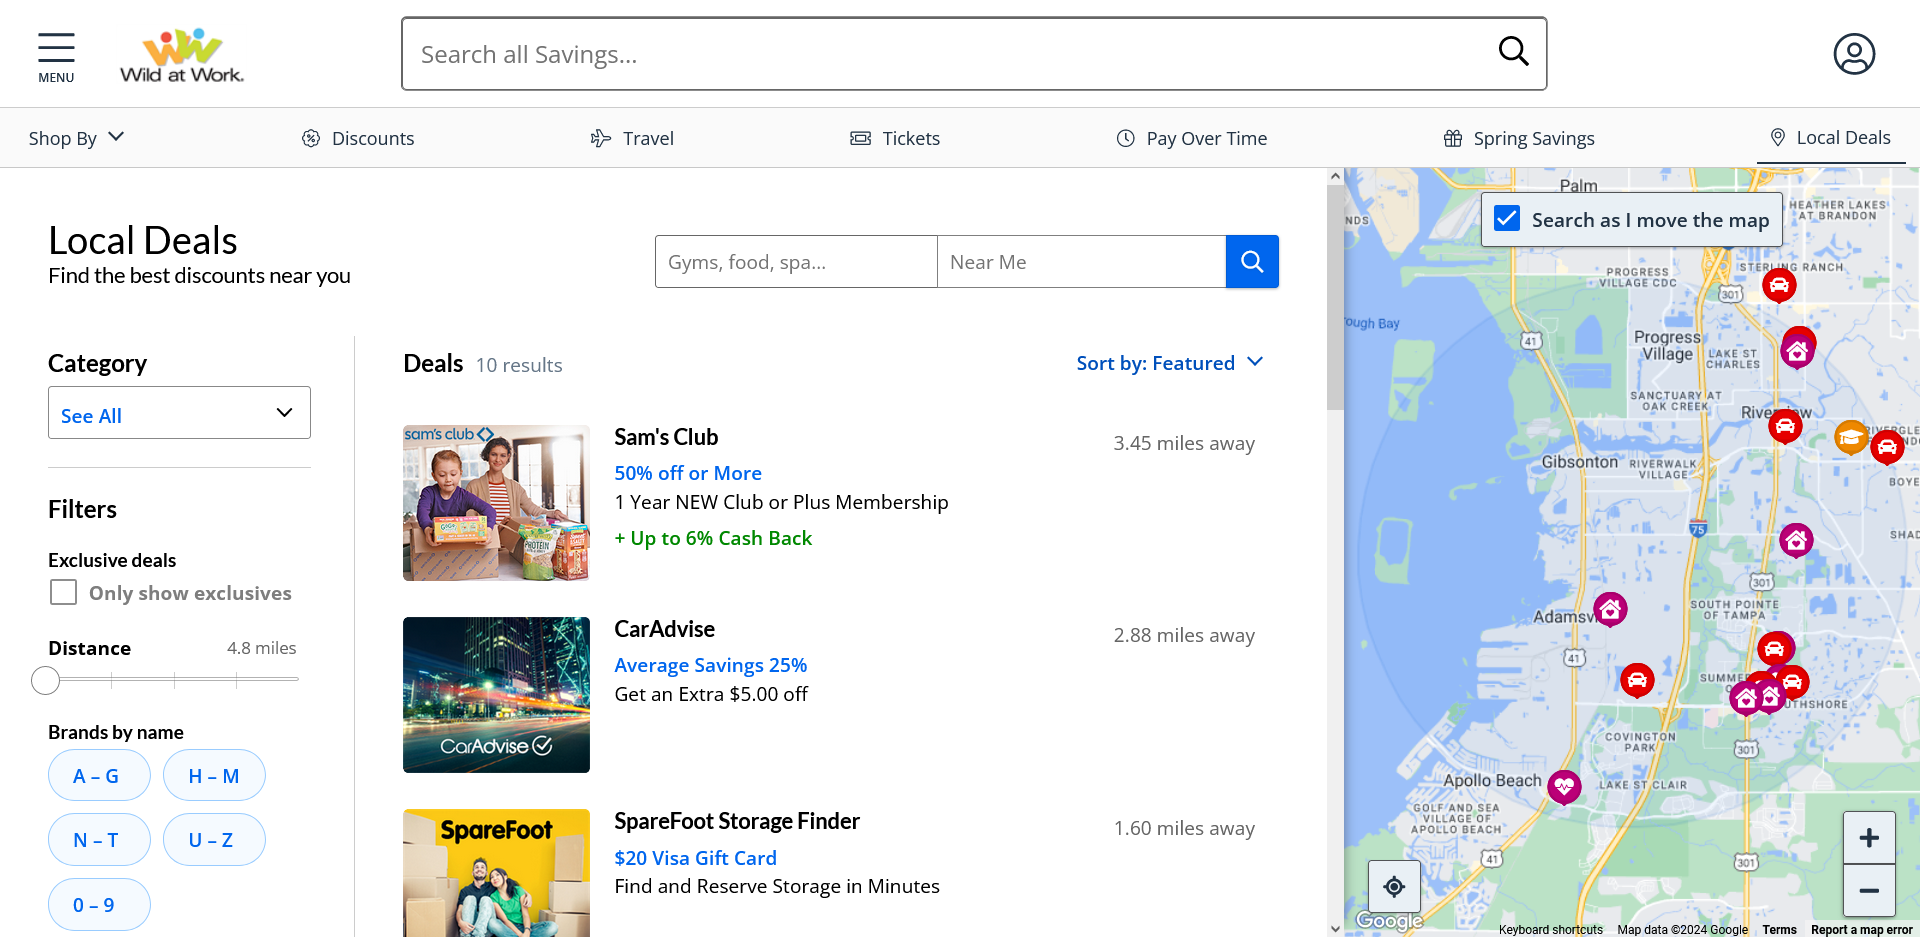 MENU
Wild at Work.
Search all Savings...
Shop By
Discounts
Travel
Tickets
Pay Over Time
Spring Savings
Local Deals
Local Deals
Find the best discounts near you
Gyms, food, spa...
Near Me
Category
See All
Filters
Exclusive deals
Only show exclusives
Distance
4.8 miles
Brands by name
A – G
H – M
N – T
U – Z
0 – 9
Deals
10 results
Sort by: Featured
sam's club
Sam's Club
3.45 miles away
50% off or More
1 Year NEW Club or Plus Membership
+ Up to 6% Cash Back
CarAdvise
CarAdvise
2.88 miles away
Average Savings 25%
Get an Extra $5.00 off
SpareFoot
SpareFoot Storage Finder
1.60 miles away
$20 Visa Gift Card
Find and Reserve Storage in Minutes
Palm
Search as I move the map
HEATHER LAKES
AT BRANDON
NDS
PROGRESS
VILLAGE CDC
STERLING RANCH
301
ough Bay
41
Progress
Village
LAKE ST
CHARLES
SANCTUARY AT
OAK CREEK
Gibsonton
RIVERWALK
VILLAGE
BOYE
75
SHAD
301
SOUTH POINTE
OF TAMPA
41
COVINGTON
PARK
301
Apollo Beach
LAKE ST CLAIR
GOLF AND SEA
VILLAGE OF
APOLLO BEACH
41
301
Google
Keyboard shortcuts
Map data ©2024 Google
Terms
Report a map error